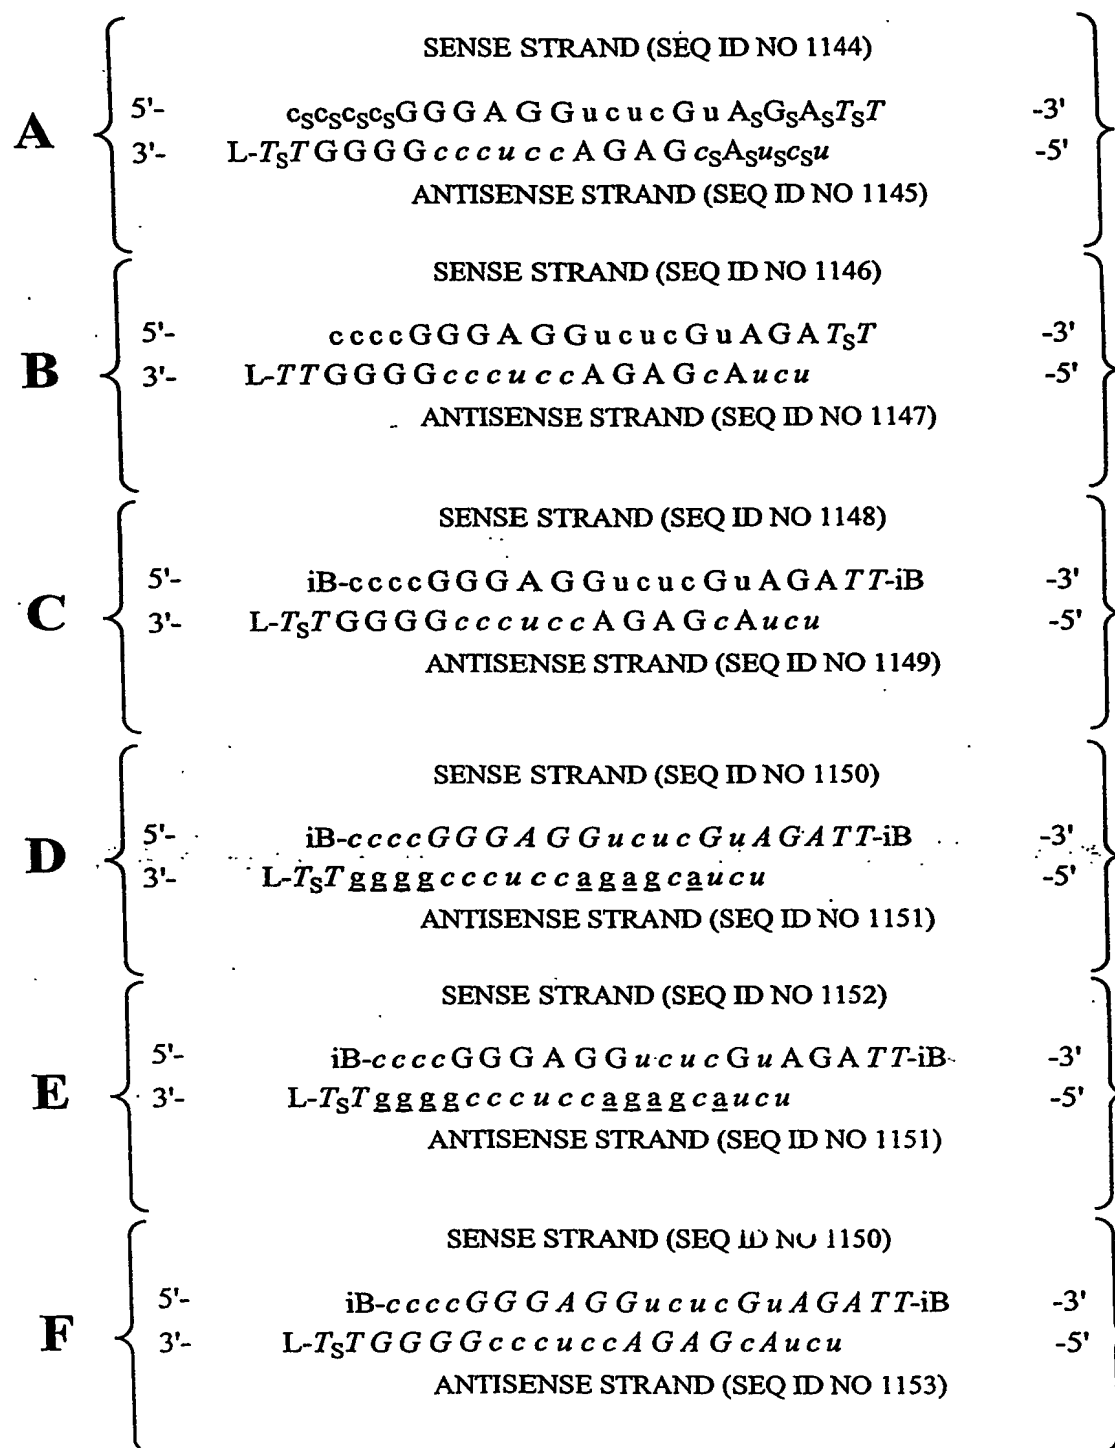 SENSE STRAND (SEQ ID NO 1144)
A
5'- cScScScSGGGAGGucucGuASGSASTST -3'
3'- L-TSTGGGGcccuccAGAGcSASuScSu -5'
ANTISENSE STRAND (SEQ ID NO 1145)
SENSE STRAND (SEQ ID NO 1146)
B
5'- ccccGGGAGGucucGuAGATST -3'
3'- L-TTGGGGcccuccAGAGcAucu -5'
ANTISENSE STRAND (SEQ ID NO 1147)
SENSE STRAND (SEQ ID NO 1148)
C
5'- iB-ccccGGGAGGucucGuAGATT-iB -3'
3'- L-TSTGGGGcccuccAGAGcAucu -5'
ANTISENSE STRAND (SEQ ID NO 1149)
SENSE STRAND (SEQ ID NO 1150)
D
5'- iB-ccccGGGAGGucucGuAGATT-iB -3'
3'- L-TSTggggcccuccagagcaucu -5'
ANTISENSE STRAND (SEQ ID NO 1151)
SENSE STRAND (SEQ ID NO 1152)
E
5'- iB-ccccGGGAGGucucGuAGATT-iB -3'
3'- L-TSTggggcccuccagagcaucu -5'
ANTISENSE STRAND (SEQ ID NO 1151)
SENSE STRAND (SEQ ID NO 1150)
F
5'- iB-ccccGGGAGGucucGuAGATT-iB -3'
3'- L-TSTGGGGcccuccAGAGcAucu -5'
ANTISENSE STRAND (SEQ ID NO 1153)